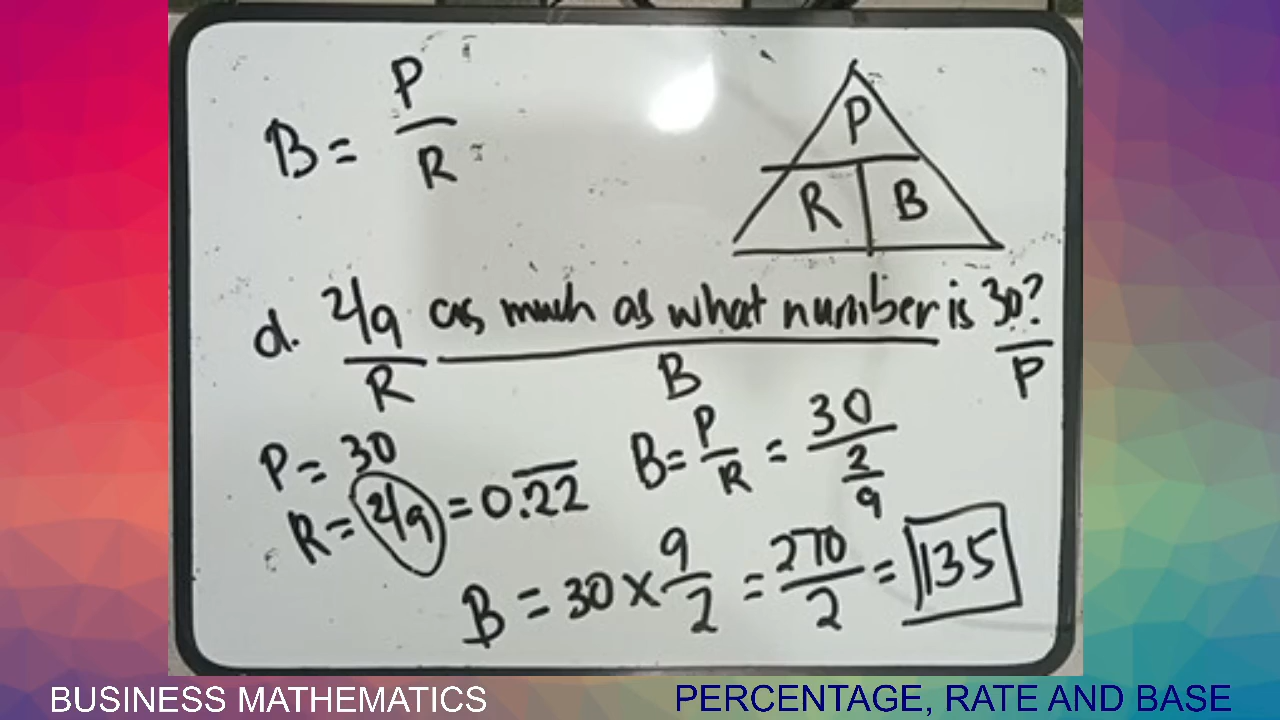 B = P/R
P
R B
d. 2/9 as much as what number is 30?
R B P
P = 30
R = 2/9 = 0.22
B = P/R = 30/(2/9)
B = 30 x 9/2 = 270/2 = 135
BUSINESS MATHEMATICS
PERCENTAGE, RATE AND BASE